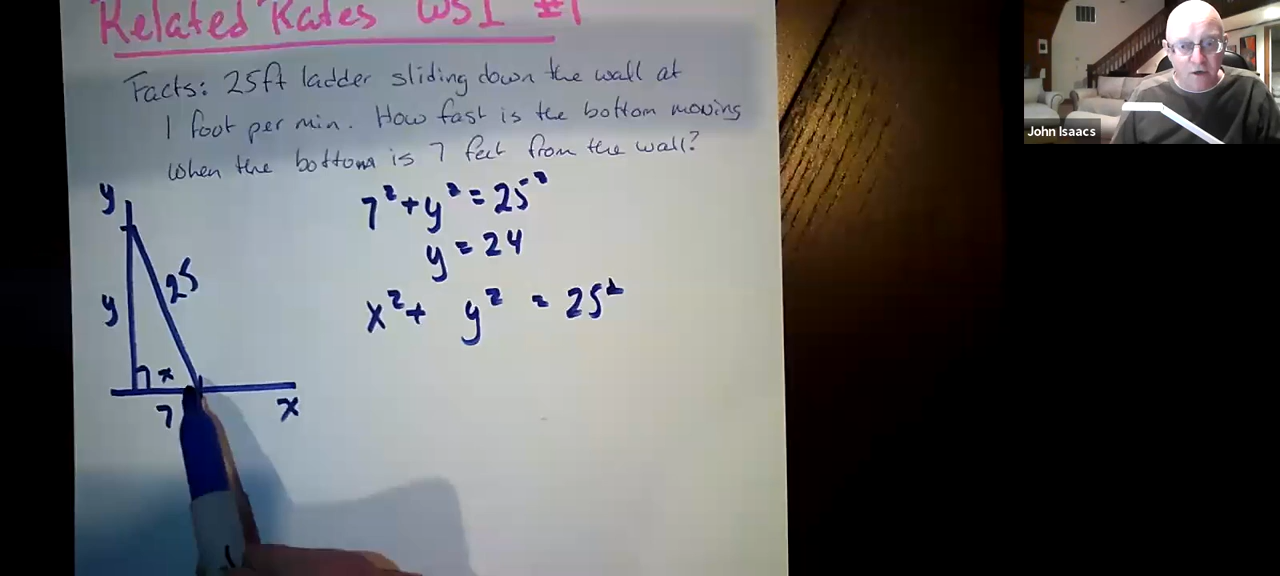 Related Rates WS1 #1
Facts: 25ft ladder sliding down the wall at
1 foot per min. How fast is the bottom moving
when the bottom is 7 feet from the wall?
y
7² + y² = 25²
y = 24
25
y
x² + y² = 25²
x
7
x
John Isaacs